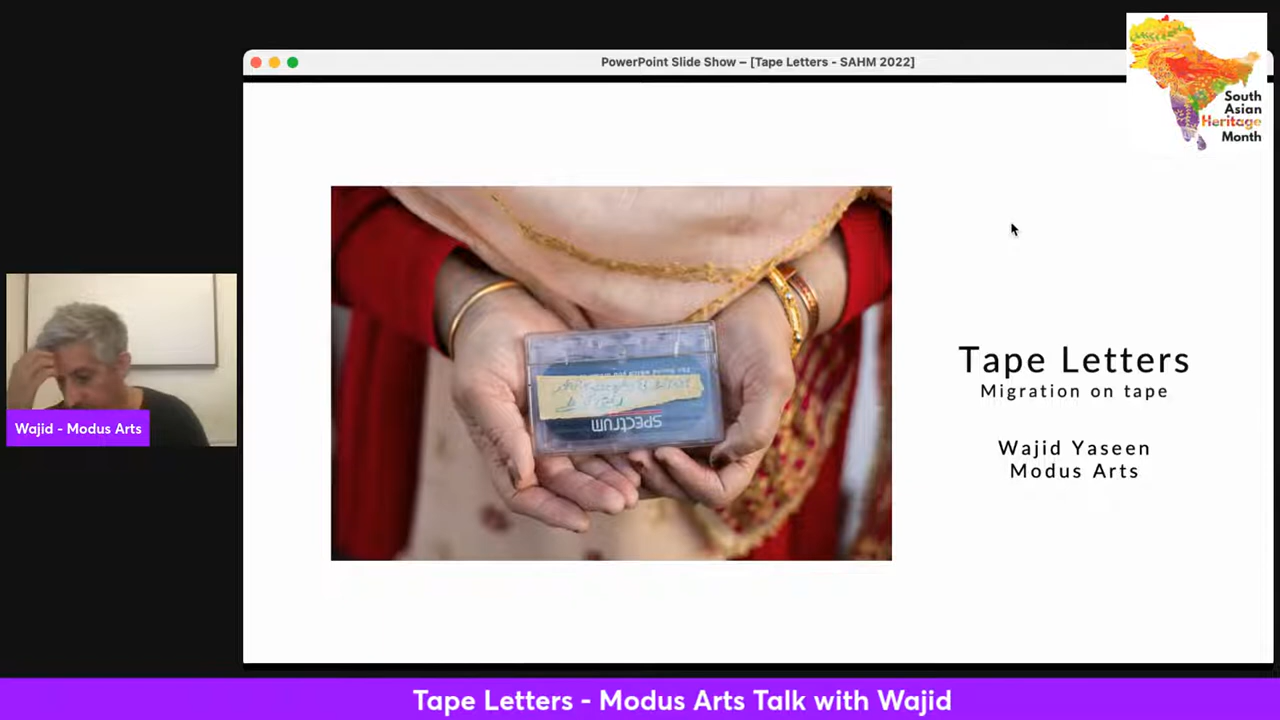 PowerPoint Slide Show – [Tape Letters - SAHM 2022]
South
Asian
Heritage
Month
SPECTRUM
Tape Letters
Migration on tape
Wajid Yaseen
Modus Arts
Wajid - Modus Arts
Tape Letters - Modus Arts Talk with Wajid